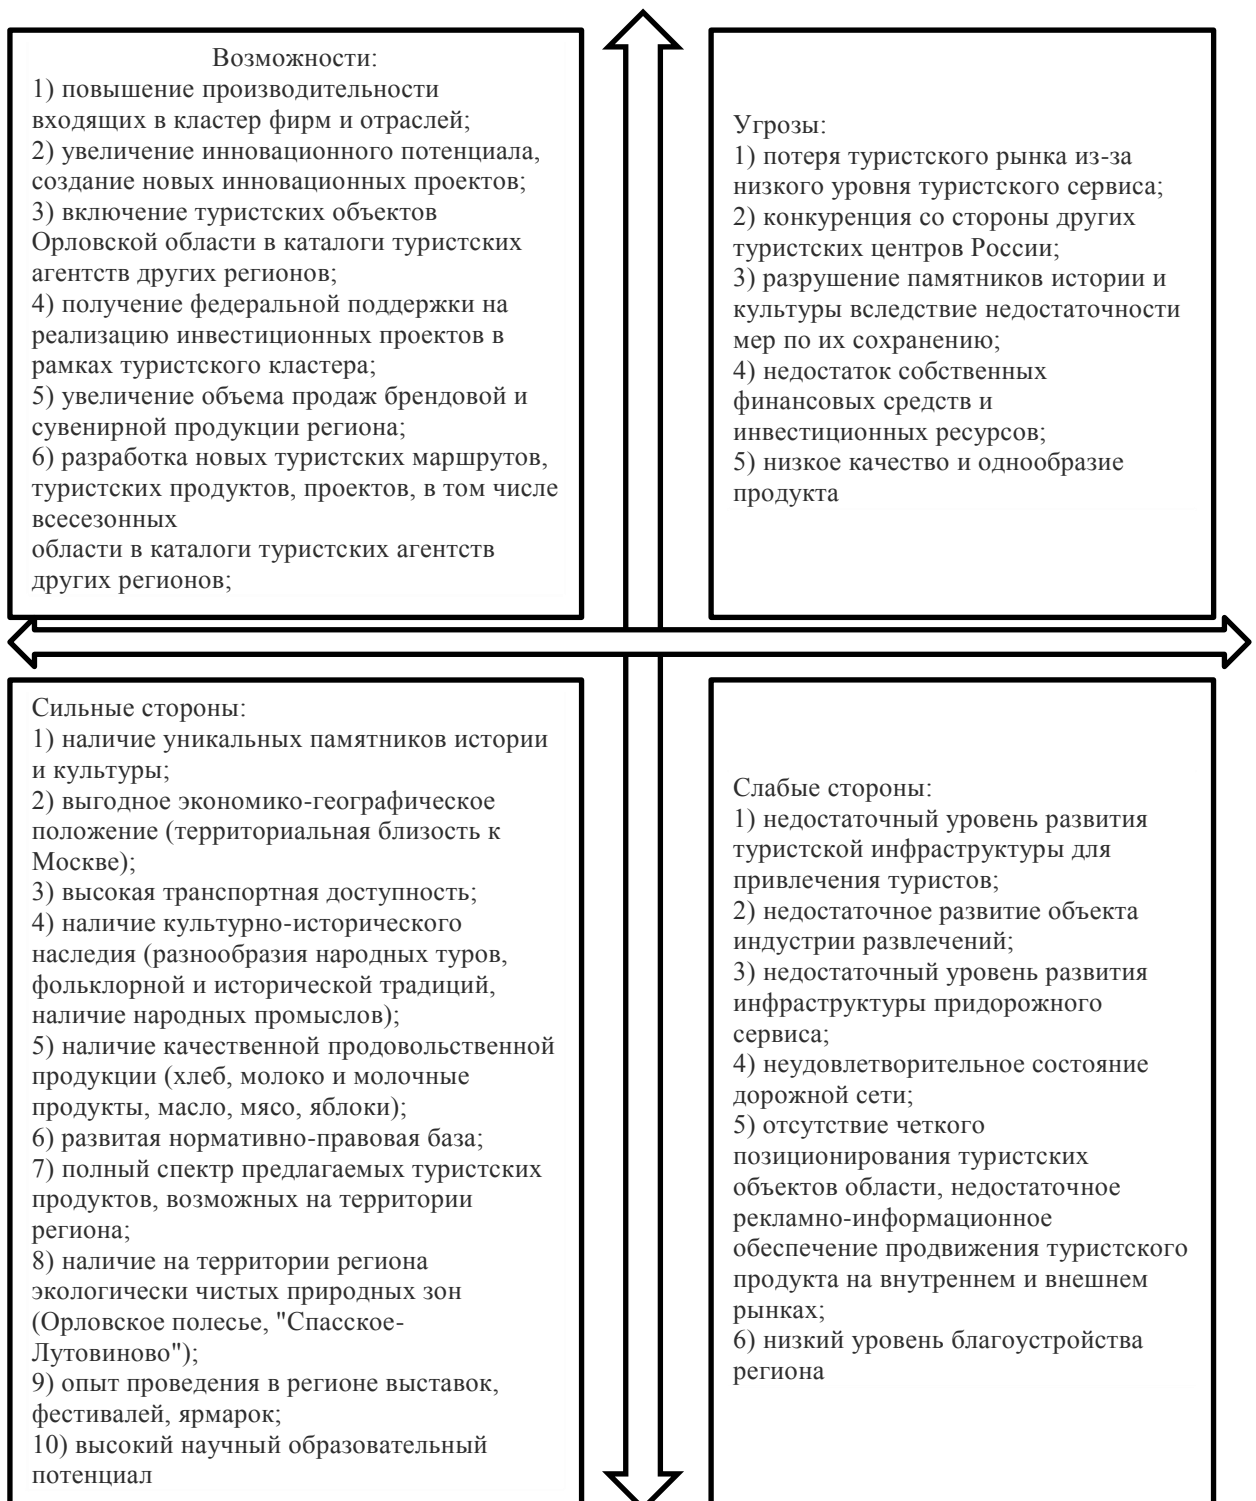 Возможности:
1) повышение производительности
входящих в кластер фирм и отраслей;
2) увеличение инновационного потенциала,
создание новых инновационных проектов;
3) включение туристских объектов
Орловской области в каталоги туристских
агентств других регионов;
4) получение федеральной поддержки на
реализацию инвестиционных проектов в
рамках туристского кластера;
5) увеличение объема продаж брендовой и
сувенирной продукции региона;
6) разработка новых туристских маршрутов,
туристских продуктов, проектов, в том числе
всесезонных
области в каталоги туристских агентств
других регионов;
Угрозы:
1) потеря туристского рынка из-за
низкого уровня туристского сервиса;
2) конкуренция со стороны других
туристских центров России;
3) разрушение памятников истории и
культуры вследствие недостаточности
мер по их сохранению;
4) недостаток собственных
финансовых средств и
инвестиционных ресурсов;
5) низкое качество и однообразие
продукта
Сильные стороны:
1) наличие уникальных памятников истории
и культуры;
2) выгодное экономико-географическое
положение (территориальная близость к
Москве);
3) высокая транспортная доступность;
4) наличие культурно-исторического
наследия (разнообразия народных туров,
фольклорной и исторической традиций,
наличие народных промыслов);
5) наличие качественной продовольственной
продукции (хлеб, молоко и молочные
продукты, масло, мясо, яблоки);
6) развитая нормативно-правовая база;
7) полный спектр предлагаемых туристских
продуктов, возможных на территории
региона;
8) наличие на территории региона
экологически чистых природных зон
(Орловское полесье, "Спасское-
Лутовиново");
9) опыт проведения в регионе выставок,
фестивалей, ярмарок;
10) высокий научный образовательный
потенциал
Слабые стороны:
1) недостаточный уровень развития
туристской инфраструктуры для
привлечения туристов;
2) недостаточное развитие объекта
индустрии развлечений;
3) недостаточный уровень развития
инфраструктуры придорожного
сервиса;
4) неудовлетворительное состояние
дорожной сети;
5) отсутствие четкого
позиционирования туристских
объектов области, недостаточное
рекламно-информационное
обеспечение продвижения туристского
продукта на внутреннем и внешнем
рынках;
6) низкий уровень благоустройства
региона